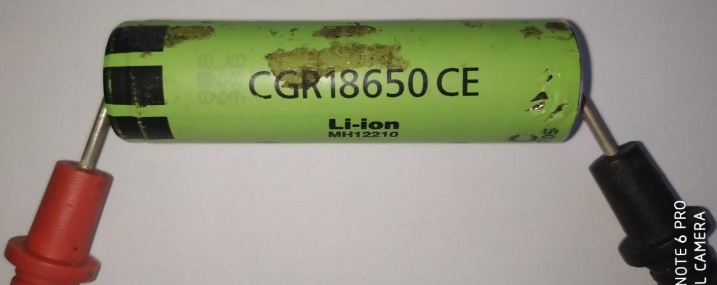 CGR18650 CE
Li-ion
MH12210
NOTE 6 PRO
L CAMERA